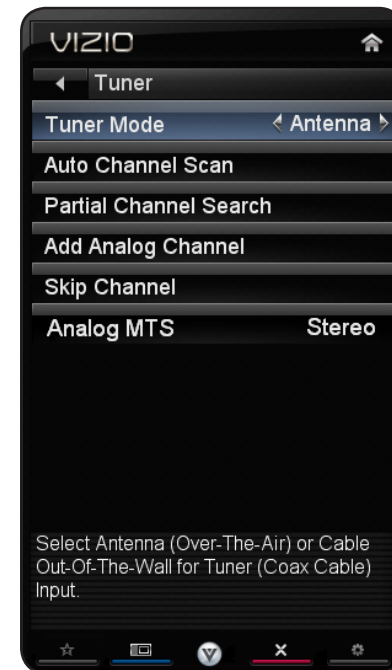 VIZIO
Tuner
Tuner Mode Antenna
Auto Channel Scan
Partial Channel Search
Add Analog Channel
Skip Channel
Analog MTS Stereo
Select Antenna (Over-The-Air) or Cable
Out-Of-The-Wall for Tuner (Coax Cable)
Input.
V